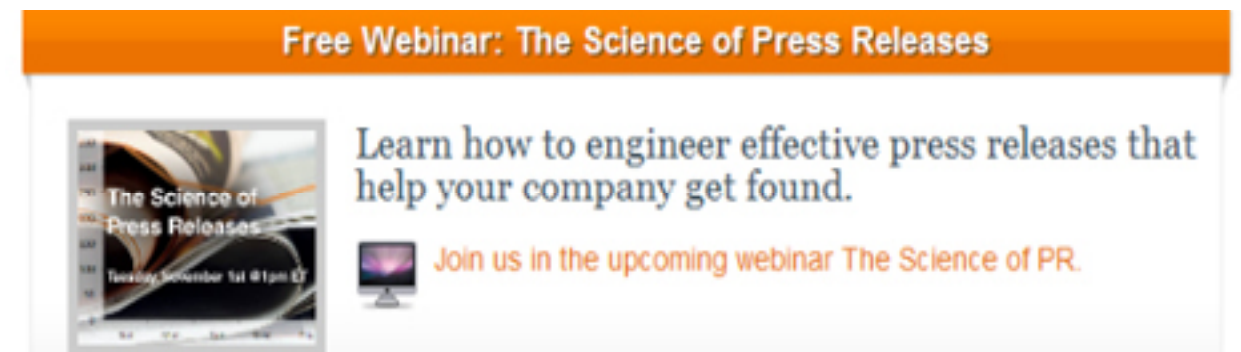 Free Webinar: The Science of Press Releases
Learn how to engineer effective press releases that
help your company get found.
The Science of
Press Releases
Tuesday, November 1st @1pm ET
Join us in the upcoming webinar The Science of PR.